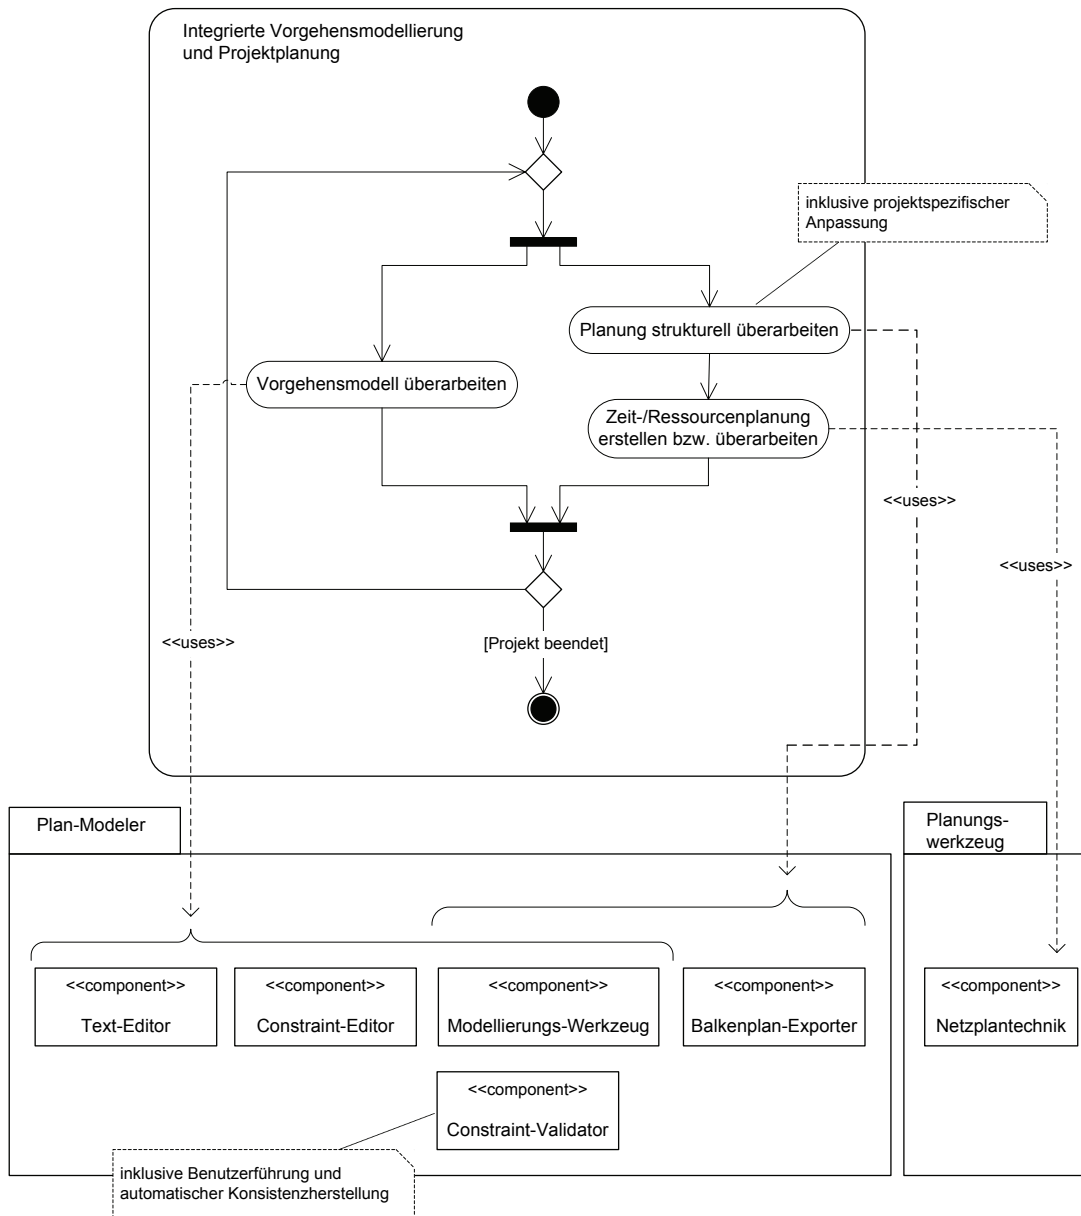 Integrierte Vorgehensmodellierung
und Projektplanung
inklusive projektspezifischer
Anpassung
Planung strukturell überarbeiten
Vorgehensmodell überarbeiten
Zeit-/Ressourcenplanung
erstellen bzw. überarbeiten
<<uses>>
<<uses>>
<<uses>>
[Projekt beendet]
Plan-Modeler
Planungs-
werkzeug
<<component>>
Text-Editor
<<component>>
Constraint-Editor
<<component>>
Modellierungs-Werkzeug
<<component>>
Balkenplan-Exporter
<<component>>
Netzplantechnik
<<component>>
Constraint-Validator
inklusive Benutzerführung und
automatischer Konsistenzherstellung